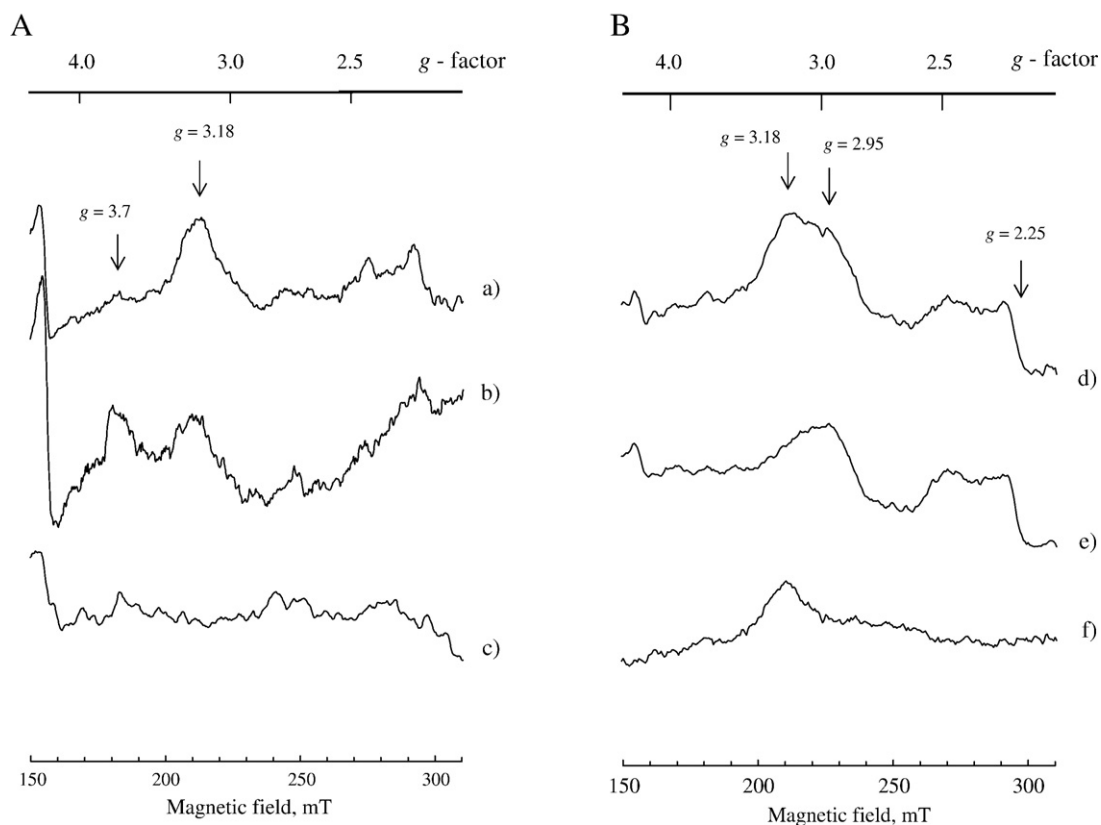 A
4.0 3.0 2.5 g - factor
g = 3.18
g = 3.7
a)
b)
c)
150 200 250 300
Magnetic field, mT
B
4.0 3.0 2.5 g - factor
g = 3.18
g = 2.95
g = 2.25
d)
e)
f)
150 200 250 300
Magnetic field, mT